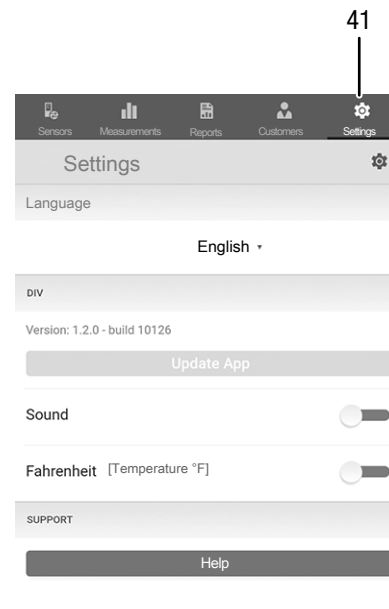 41
Sensors Measurements Reports Customers Settings
Settings
Language
English
DIV
Version: 1.2.0 - build 10126
Update App
Sound
Fahrenheit [Temperature °F]
SUPPORT
Help